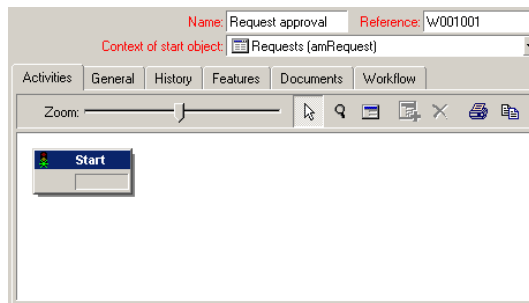 Name: Request approval Reference: W001001
Context of start object: Requests (amRequest)
Activities General History Features Documents Workflow
Zoom:
Start